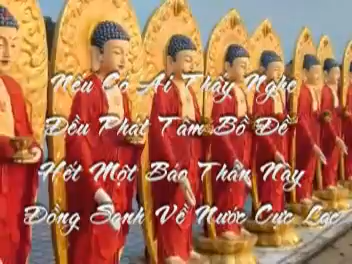 Nếu Có Ai Thấy Nghe
Đều Phát Tâm Bồ Đề
Hết Một Báo Thân Này
Đồng Sanh Về Nước Cực Lạc